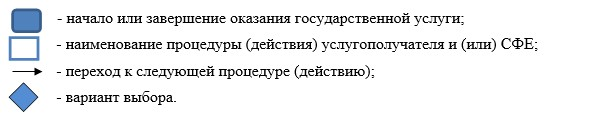 - начало или завершение оказания государственной услуги;
- наименование процедуры (действия) услугополучателя и (или) СФЕ;
- переход к следующей процедуре (действию);
- вариант выбора.